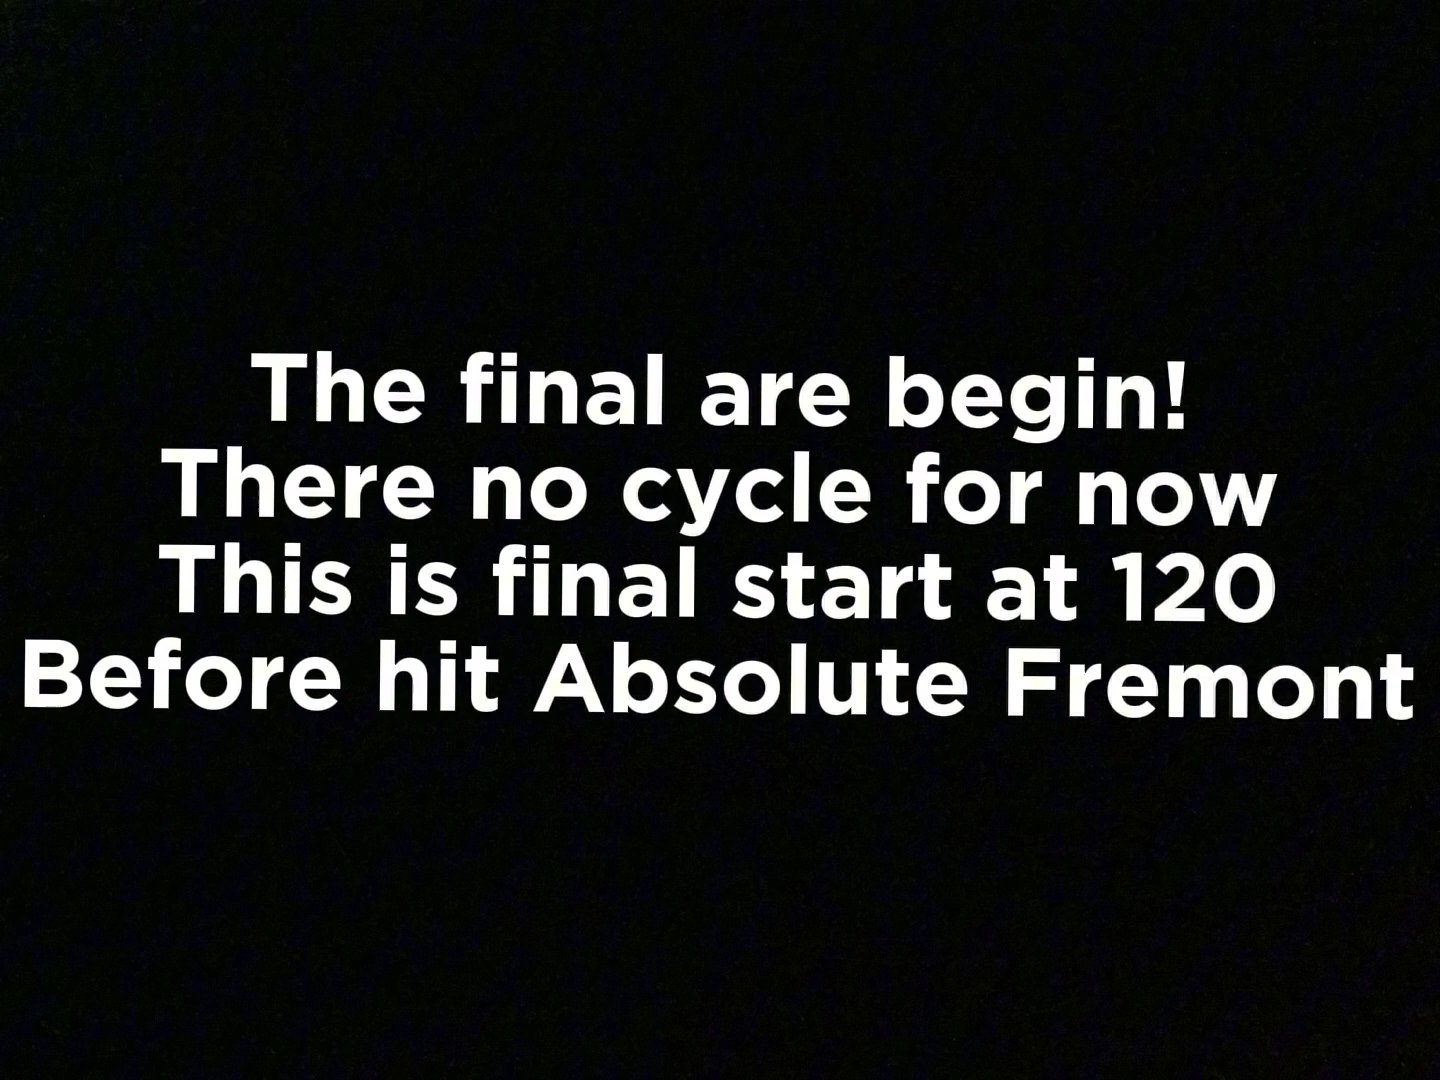 The final are begin!
There no cycle for now
This is final start at 120
Before hit Absolute Fremont